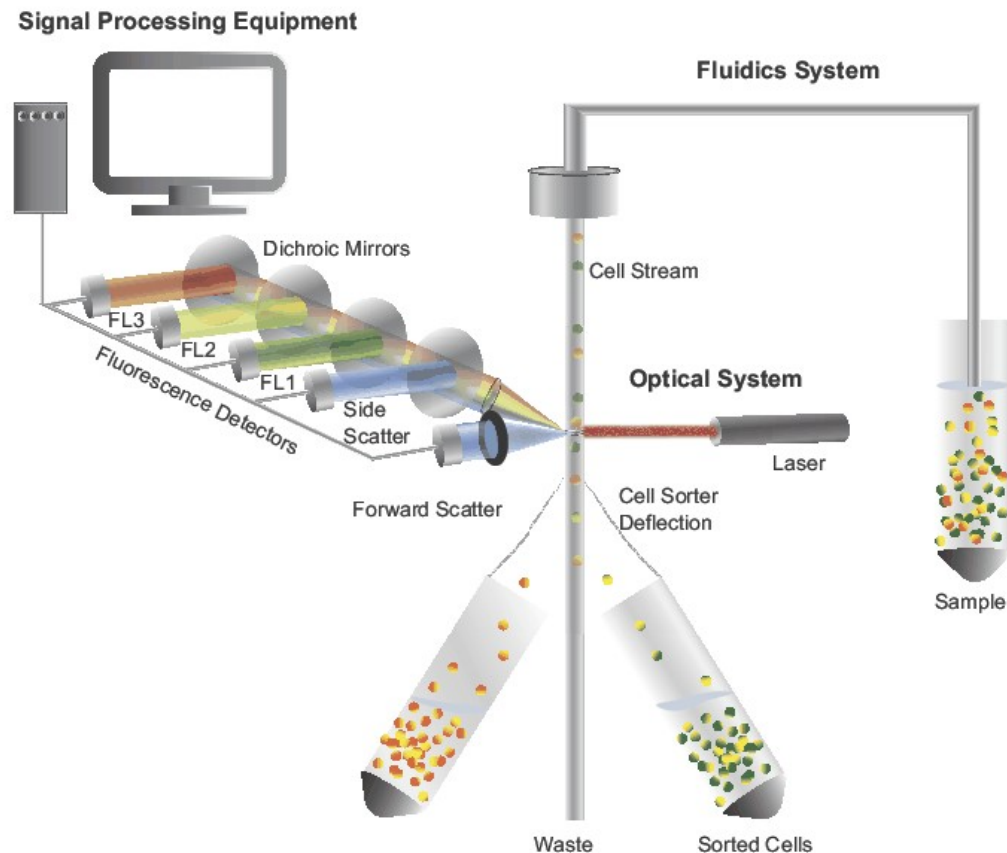 Signal Processing Equipment
Fluidics System
Dichroic Mirrors
Cell Stream
FL3
FL2
FL1
Fluorescence Detectors
Side
Scatter
Optical System
Laser
Forward Scatter
Cell Sorter
Deflection
Sample
Waste
Sorted Cells